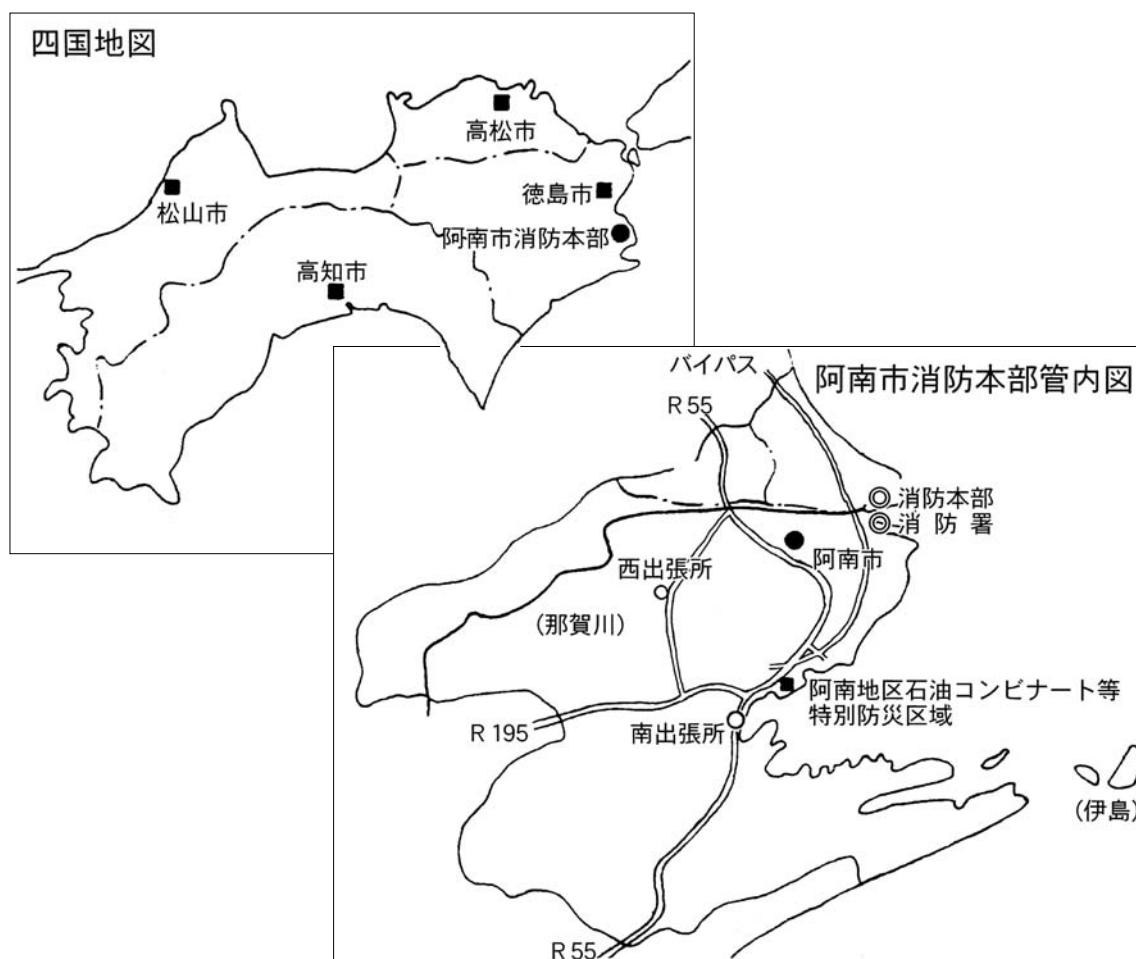 四国地図
高松市
松山市
徳島市
阿南市消防本部
高知市
バイパス
阿南市消防本部管内図
R 55
消防本部
消 防 署
阿南市
西出張所
(那賀川)
阿南地区石油コンビナート等
特別防災区域
R 195
南出張所
(伊島)
R 55